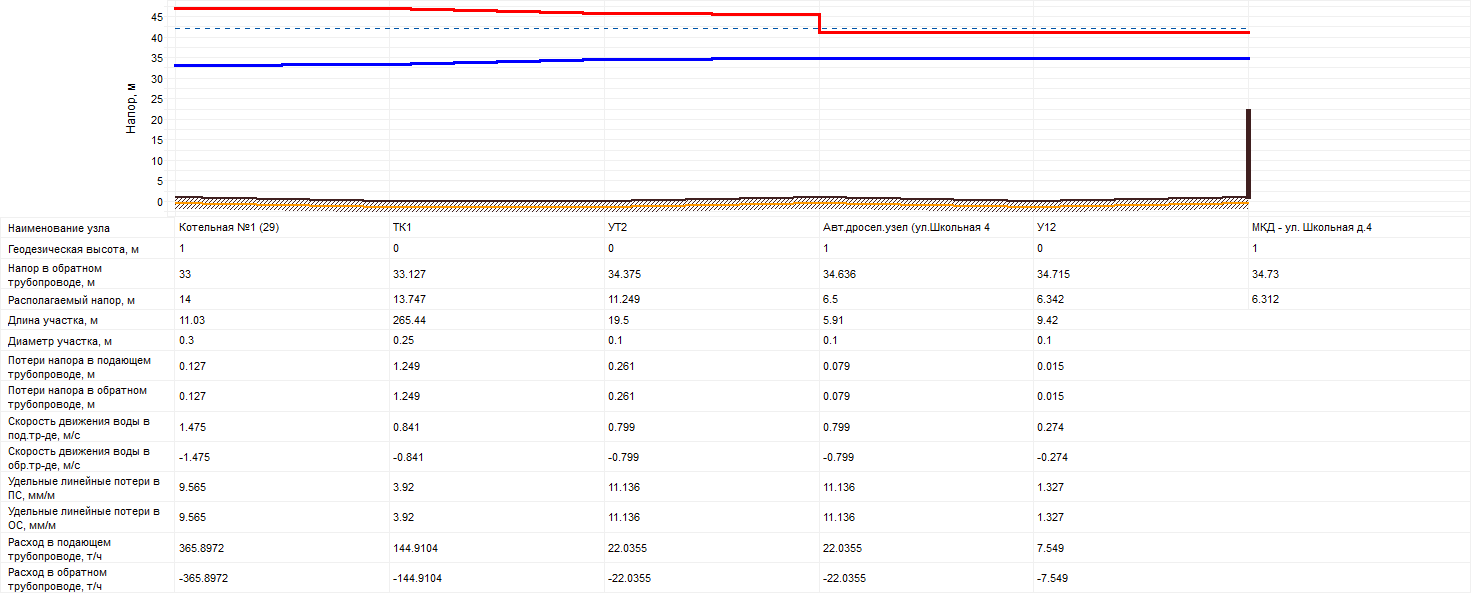 45
40
35
30
25
20
15
10
5
0
Напор, м
Наименование узла Котельная №1 (29) ТК1 УТ2 Авт.дросел.узел (ул.Школьная 4 У12 МКД - ул. Школьная д.4
Геодезическая высота, м 1 0 0 1 0 1
Напор в обратном
трубопроводе, м 33 33.127 34.375 34.636 34.715 34.73
Располагаемый напор, м 14 13.747 11.249 6.5 6.342 6.312
Длина участка, м 11.03 265.44 19.5 5.91 9.42
Диаметр участка, м 0.3 0.25 0.1 0.1 0.1
Потери напора в подающем
трубопроводе, м 0.127 1.249 0.261 0.079 0.015
Потери напора в обратном
трубопроводе, м 0.127 1.249 0.261 0.079 0.015
Скорость движения воды в
под.тр-де, м/с 1.475 0.841 0.799 0.799 0.274
Скорость движения воды в
обр.тр-де, м/с -1.475 -0.841 -0.799 -0.799 -0.274
Удельные линейные потери в
ПС, мм/м 9.565 3.92 11.136 11.136 1.327
Удельные линейные потери в
ОС, мм/м 9.565 3.92 11.136 11.136 1.327
Расход в подающем
трубопроводе, т/ч 365.8972 144.9104 22.0355 22.0355 7.549
Расход в обратном
трубопроводе, т/ч -365.8972 -144.9104 -22.0355 -22.0355 -7.549